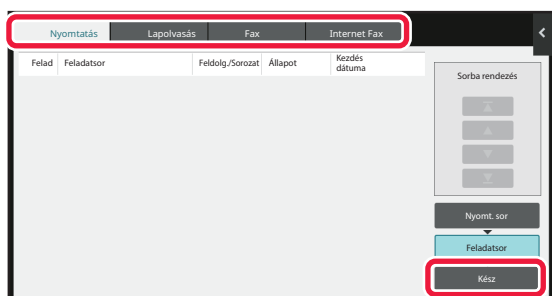 Nyomtatás Lapolvasás Fax Internet Fax
Felad Feladatsor Feldolg./Sorozat Állapot Kezdés dátuma
Sorba rendezés
Nyomt. sor
Feladatsor
Kész